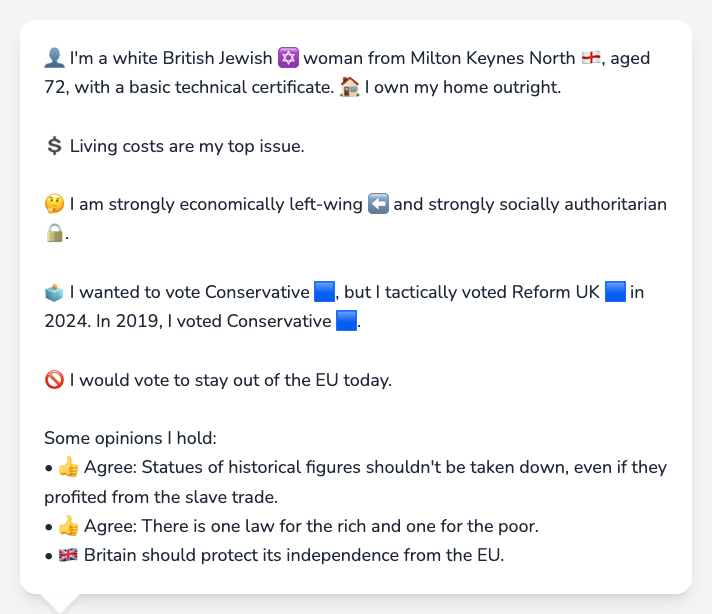 👤 I'm a white British Jewish ✡️ woman from Milton Keynes North 🏴󠁧󠁢󠁥󠁮󠁧󠁿, aged
72, with a basic technical certificate. 🏠 I own my home outright.
💲 Living costs are my top issue.
🤔 I am strongly economically left-wing ⬅️ and strongly socially authoritarian
🔒.
🗳️ I wanted to vote Conservative 🟦, but I tactically voted Reform UK 🟦 in
2024. In 2019, I voted Conservative 🟦.
🚫 I would vote to stay out of the EU today.
Some opinions I hold:
• 👍 Agree: Statues of historical figures shouldn't be taken down, even if they
profited from the slave trade.
• 👍 Agree: There is one law for the rich and one for the poor.
• 🇬🇧 Britain should protect its independence from the EU.